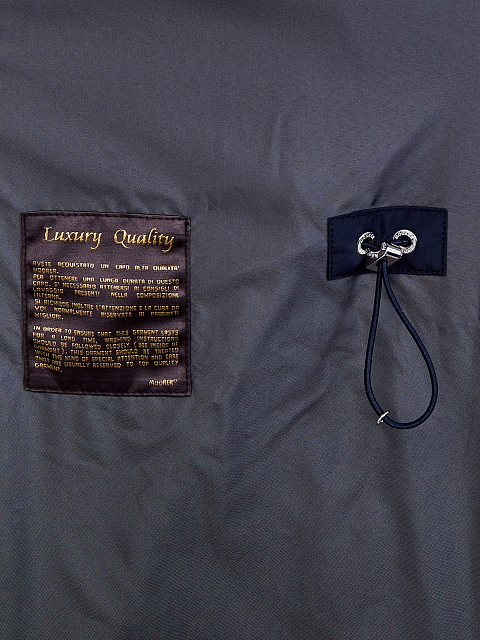 Luxury Quality
AVETE ACQUISTATO UN CAPO ALTA QUALITA'
MOORER.
PER OTTENERE UNA LUNGA DURATA DI QUESTO
CAPO, E' NECESSARIO ATTENERSI AI CONSIGLI DI
LAVAGGIO PRESENTI NELLA COMPOSIZIONE
INTERNA.
SI RICHIEDE INOLTRE L'ATTENZIONE E LA CURA DA
VOI NORMALMENTE RISERVATI AI PRODOTTI
MIGLIORI.
IN ORDER TO ENSURE THAT THIS GARMENT LASTS
FOR A LONG TIME, WASHING INSTRUCTIONS
SHOULD BE FOLLOWED CLOSELY (SEE INSIDE OF
GARMENT). THIS GARMENT SHOULD BE TREATED
WITH THE KIND OF SPECIAL ATTENTION AND CARE
THAT ARE USUALLY RESERVED TO TOP QUALITY
GARMENT.
MOORER